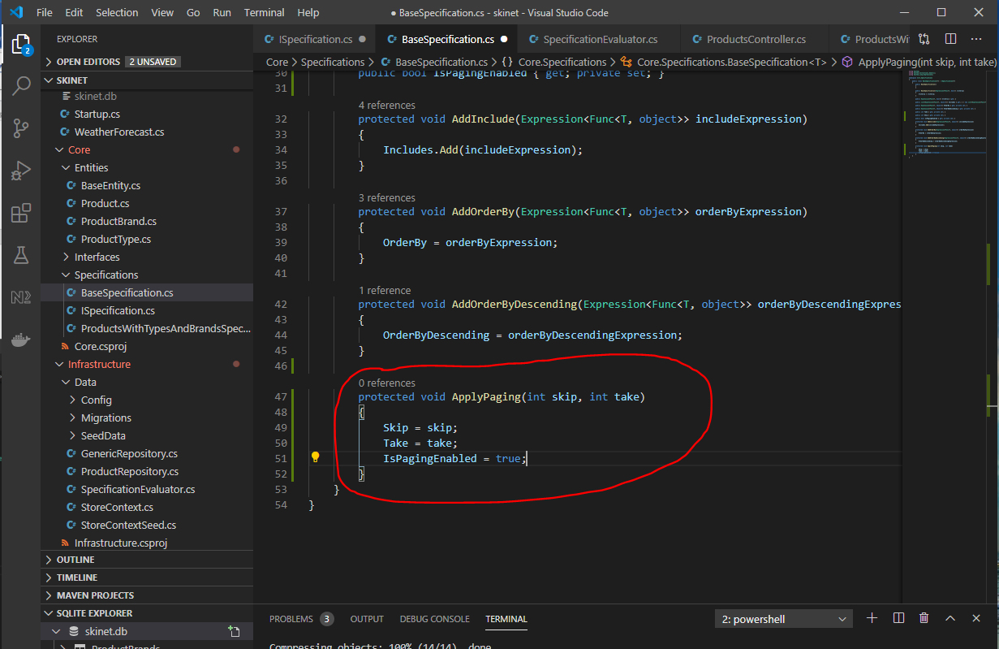 File Edit Selection View Go Run Terminal Help
● BaseSpecification.cs - skinet - Visual Studio Code
EXPLORER
2
OPEN EDITORS 2 UNSAVED
SKINET
skinet.db
Startup.cs
WeatherForecast.cs
Core
Entities
BaseEntity.cs
Product.cs
ProductBrand.cs
ProductType.cs
Interfaces
Specifications
BaseSpecification.cs
ISpecification.cs
ProductsWithTypesAndBrandsSpec...
Core.csproj
Infrastructure
Data
Config
Migrations
SeedData
GenericRepository.cs
ProductRepository.cs
SpecificationEvaluator.cs
StoreContext.cs
StoreContextSeed.cs
Infrastructure.csproj
OUTLINE
TIMELINE
MAVEN PROJECTS
SQLITE EXPLORER
skinet.db
ProductBrands
ISpecification.cs ● BaseSpecification.cs ● SpecificationEvaluator.cs ProductsController.cs ProductsWi
Core > Specifications > BaseSpecification.cs > {} Core.Specifications > Core.Specifications.BaseSpecification<T> > ApplyPaging(int skip, int take)
30 public bool IsPagingEnabled { get; private set; }
31
4 references
32 protected void AddInclude(Expression<Func<T, object>> includeExpression)
33 {
34 Includes.Add(includeExpression);
35 }
36
3 references
37 protected void AddOrderBy(Expression<Func<T, object>> orderByExpression)
38 {
39 OrderBy = orderByExpression;
40 }
41
1 reference
42 protected void AddOrderByDescending(Expression<Func<T, object>> orderByDescendingExpres
43 {
44 OrderByDescending = orderByDescendingExpression;
45 }
46
0 references
47 protected void ApplyPaging(int skip, int take)
48 {
49 Skip = skip;
50 Take = take;
51 IsPagingEnabled = true;
52 }
53 }
54 }
PROBLEMS 3 OUTPUT DEBUG CONSOLE TERMINAL 2: powershell
Compressing objects: 100% (14/14), done.